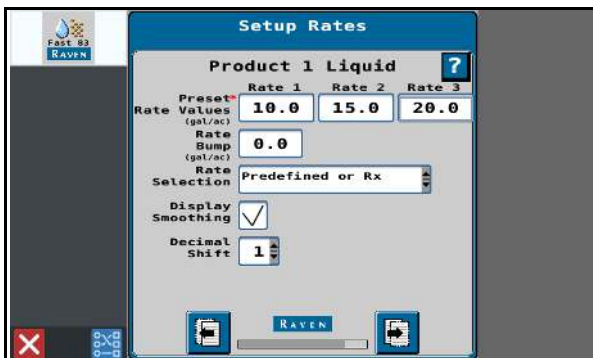 Setup Rates
Fast 83
RAVEN
Product 1 Liquid
?
Rate 1 Rate 2 Rate 3
Preset*
Rate Values
(gal/ac)
10.0 15.0 20.0
Rate
Bump
(gal/ac)
0.0
Rate
Selection
Predefined or Rx
Display
Smoothing
Decimal
Shift
1
RAVEN